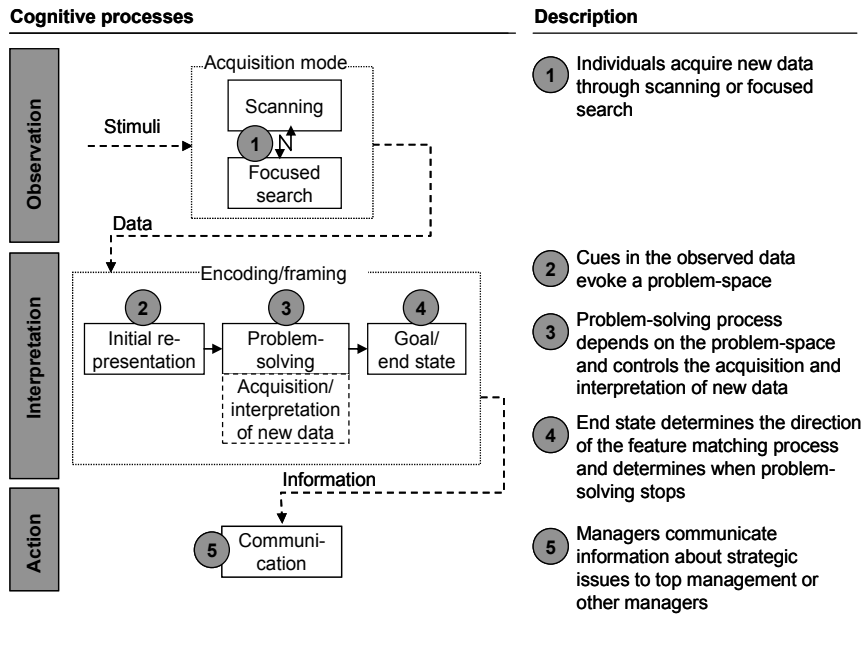 Cognitive processes
Description
Observation
Acquisition mode
Scanning
Stimuli
1
Focused
search
Data
1
Individuals acquire new data
through scanning or focused
search
Interpretation
Encoding/framing
2
3
4
Initial re-
presentation
Problem-
solving
Goal/
end state
Acquisition/
interpretation
of new data
2
Cues in the observed data
evoke a problem-space
3
Problem-solving process
depends on the problem-space
and controls the acquisition and
interpretation of new data
4
End state determines the direction
of the feature matching process
and determines when problem-
solving stops
Information
Action
5
Communi-
cation
5
Managers communicate
information about strategic
issues to top management or
other managers